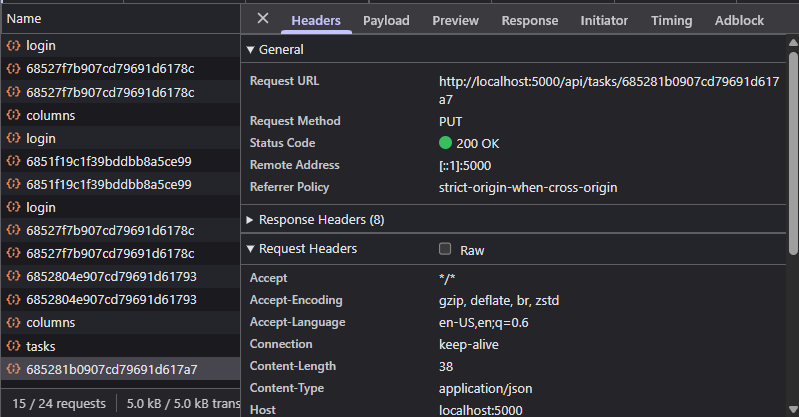 Name
login
68527f7b907cd79691d6178c
68527f7b907cd79691d6178c
columns
login
6851f19c1f39bddbb8a5ce99
6851f19c1f39bddbb8a5ce99
login
68527f7b907cd79691d6178c
68527f7b907cd79691d6178c
6852804e907cd79691d61793
6852804e907cd79691d61793
columns
tasks
685281b0907cd79691d617a7
15 / 24 requests 5.0 kB / 5.0 kB trans
Headers Payload Preview Response Initiator Timing Adblock
General
Request URL http://localhost:5000/api/tasks/685281b0907cd79691d617
a7
Request Method PUT
Status Code 200 OK
Remote Address [::1]:5000
Referrer Policy strict-origin-when-cross-origin
Response Headers (8)
Request Headers Raw
Accept */*
Accept-Encoding gzip, deflate, br, zstd
Accept-Language en-US,en;q=0.6
Connection keep-alive
Content-Length 38
Content-Type application/json
Host localhost:5000